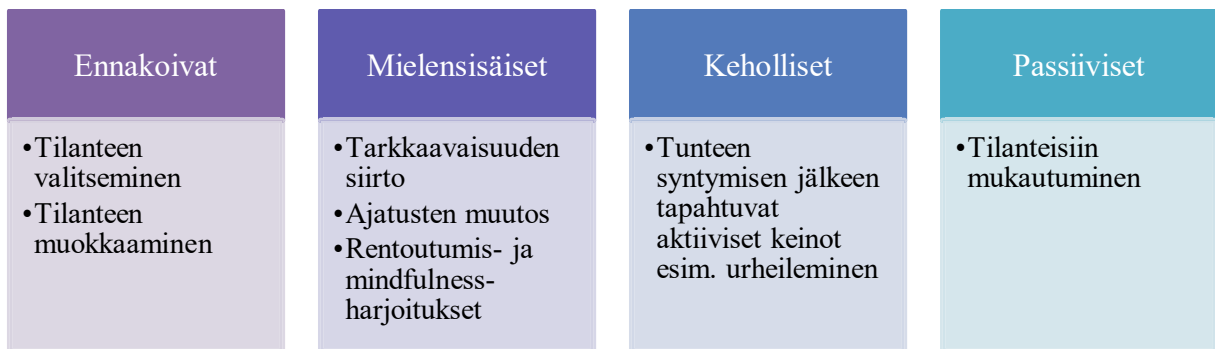 Ennakoivat
•Tilanteen
valitseminen
•Tilanteen
muokkaaminen
Mielensisäiset
•Tarkkaavaisuuden
siirto
•Ajatusten muutos
•Rentoutumis- ja
mindfulness-
harjoitukset
Keholliset
•Tunteen
syntymisen jälkeen
tapahtuvat
aktiiviset keinot
esim. urheileminen
Passiiviset
•Tilanteisiin
mukautuminen